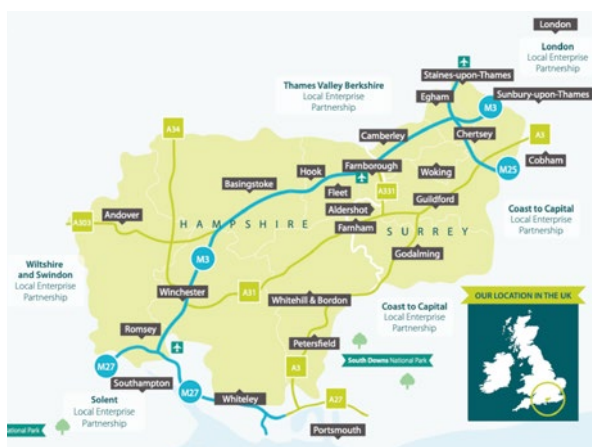 London
London
Local Enterprise
Partnership
Thames Valley Berkshire
Local Enterprise
Partnership
Staines-upon-Thames
Egham
Sunbury-upon-Thames
M3
A34
Camberley
Chertsey
A3
Hook
Farnborough
Woking
Cobham
M25
Basingstoke
Fleet
A331
Guildford
Andover
Aldershot
A303
HAMPSHIRE
Farnham
SURREY
Coast to Capital
Local Enterprise
Partnership
M3
Godalming
Wiltshire
and Swindon
Local Enterprise
Partnership
Winchester
A31
Whitehill & Bordon
OUR LOCATION IN THE UK
Coast to Capital
Local Enterprise
Partnership
Romsey
Petersfield
South Downs National Park
M27
Southampton
M27
A3
Solent
Local Enterprise
Partnership
Whiteley
A27
National Park
Portsmouth